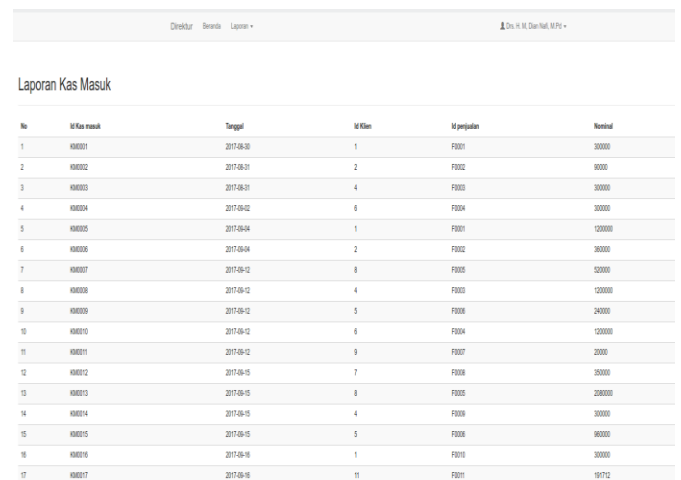 Direktur Beranda Laporan Drs. H. M. Dian Nafi, M.Pd
Laporan Kas Masuk
No Id Kas masuk Tanggal Id Klien Id penjualan Nominal
1 KM0001 2017-08-30 1 F0001 300000
2 KM0002 2017-08-31 2 F0002 90000
3 KM0003 2017-08-31 4 F0003 300000
4 KM0004 2017-09-02 6 F0004 300000
5 KM0005 2017-09-04 1 F0001 1200000
6 KM0006 2017-09-04 2 F0002 360000
7 KM0007 2017-09-12 8 F0005 520000
8 KM0008 2017-09-12 4 F0003 1200000
9 KM0009 2017-09-12 5 F0006 240000
10 KM0010 2017-09-12 6 F0004 1200000
11 KM0011 2017-09-12 9 F0007 20000
12 KM0012 2017-09-15 7 F0008 350000
13 KM0013 2017-09-15 8 F0005 2080000
14 KM0014 2017-09-15 4 F0009 300000
15 KM0015 2017-09-15 5 F0006 960000
16 KM0016 2017-09-16 1 F0010 300000
17 KM0017 2017-09-16 11 F0011 191712